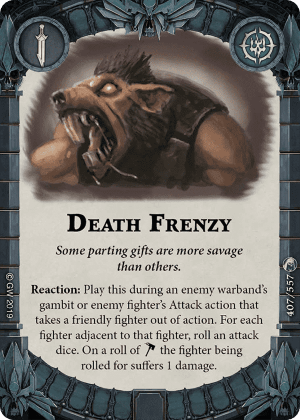 DEATH FRENZY
Some parting gifts are more savage
than others.
Reaction: Play this during an enemy warband's
gambit or enemy fighter's Attack action that
takes a friendly fighter out of action. For each
fighter adjacent to that fighter, roll an attack
dice. On a roll of the fighter being
rolled for suffers 1 damage.
© GW 2019
407/557